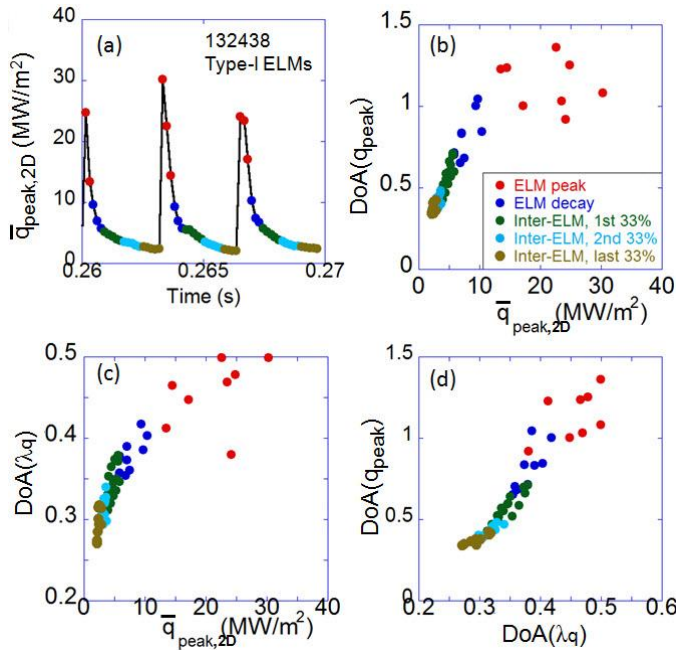 (a)
132438
Type-I ELMs
q̅peak,2D (MW/m²)
40
30
20
10
0
0.26
0.265
0.27
Time (s)
(b)
DoA(qpeak)
1.5
1
0.5
0
ELM peak
ELM decay
Inter-ELM, 1st 33%
Inter-ELM, 2nd 33%
Inter-ELM, last 33%
0
10
20
30
40
q̅peak,2D (MW/m²)
(c)
DoA(λq)
0.5
0.4
0.3
0.2
0
10
20
30
40
q̅peak,2D (MW/m²)
(d)
DoA(qpeak)
1.5
1
0.5
0
0.2
0.3
0.4
0.5
0.6
DoA(λq)